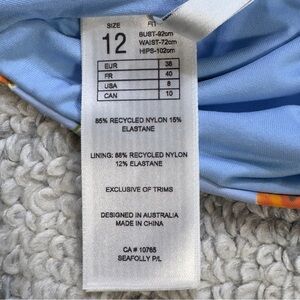 SIZE FIT
12 BUST-92cm
WAIST-72cm
HIPS-102cm
EUR 38
FR 40
USA 8
CAN 10
85% RECYCLED NYLON 15%
ELASTANE
LINING: 88% RECYCLED NYLON
12% ELASTANE
EXCLUSIVE OF TRIMS
DESIGNED IN AUSTRALIA
MADE IN CHINA
CA# 10765
SEAFOLLY P/L